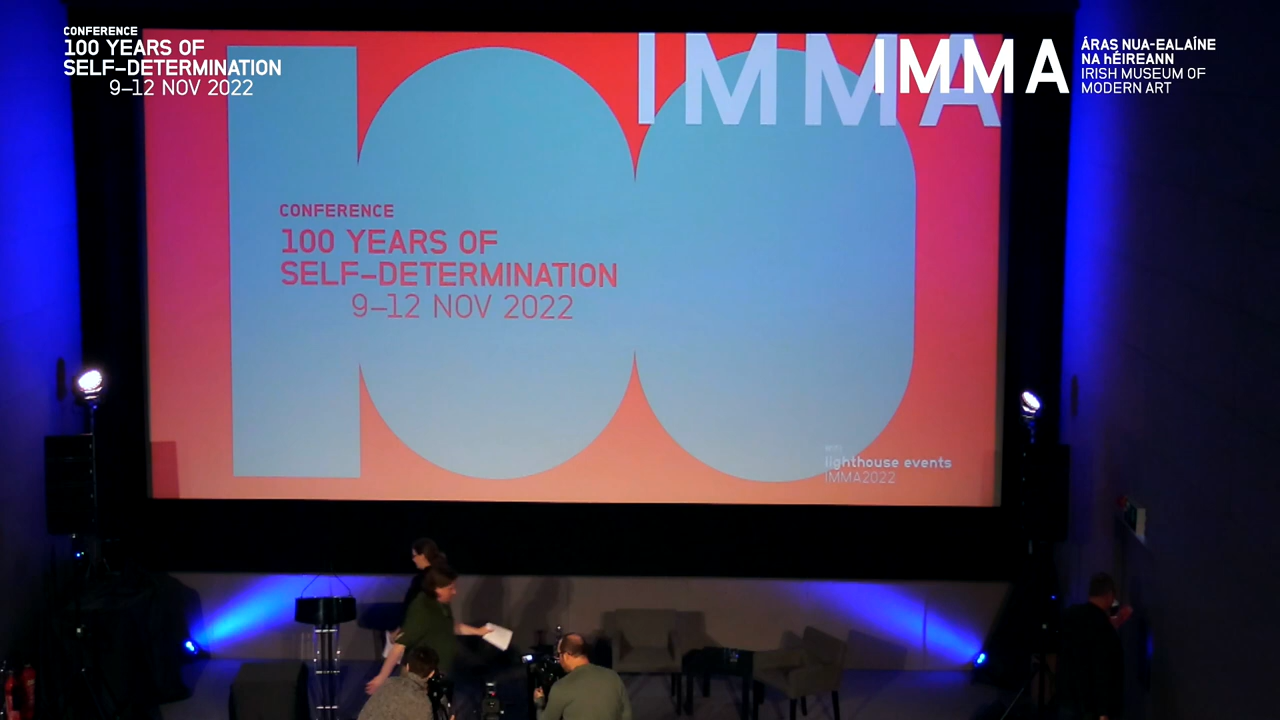 CONFERENCE
100 YEARS OF
SELF-DETERMINATION
9-12 NOV 2022
IMMA
ÁRAS NUA-EALAÍNE
NA hÉIREANN
IRISH MUSEUM OF
MODERN ART
IMMA
100
CONFERENCE
100 YEARS OF
SELF-DETERMINATION
9-12 NOV 2022
lighthouse events
IMMA2022